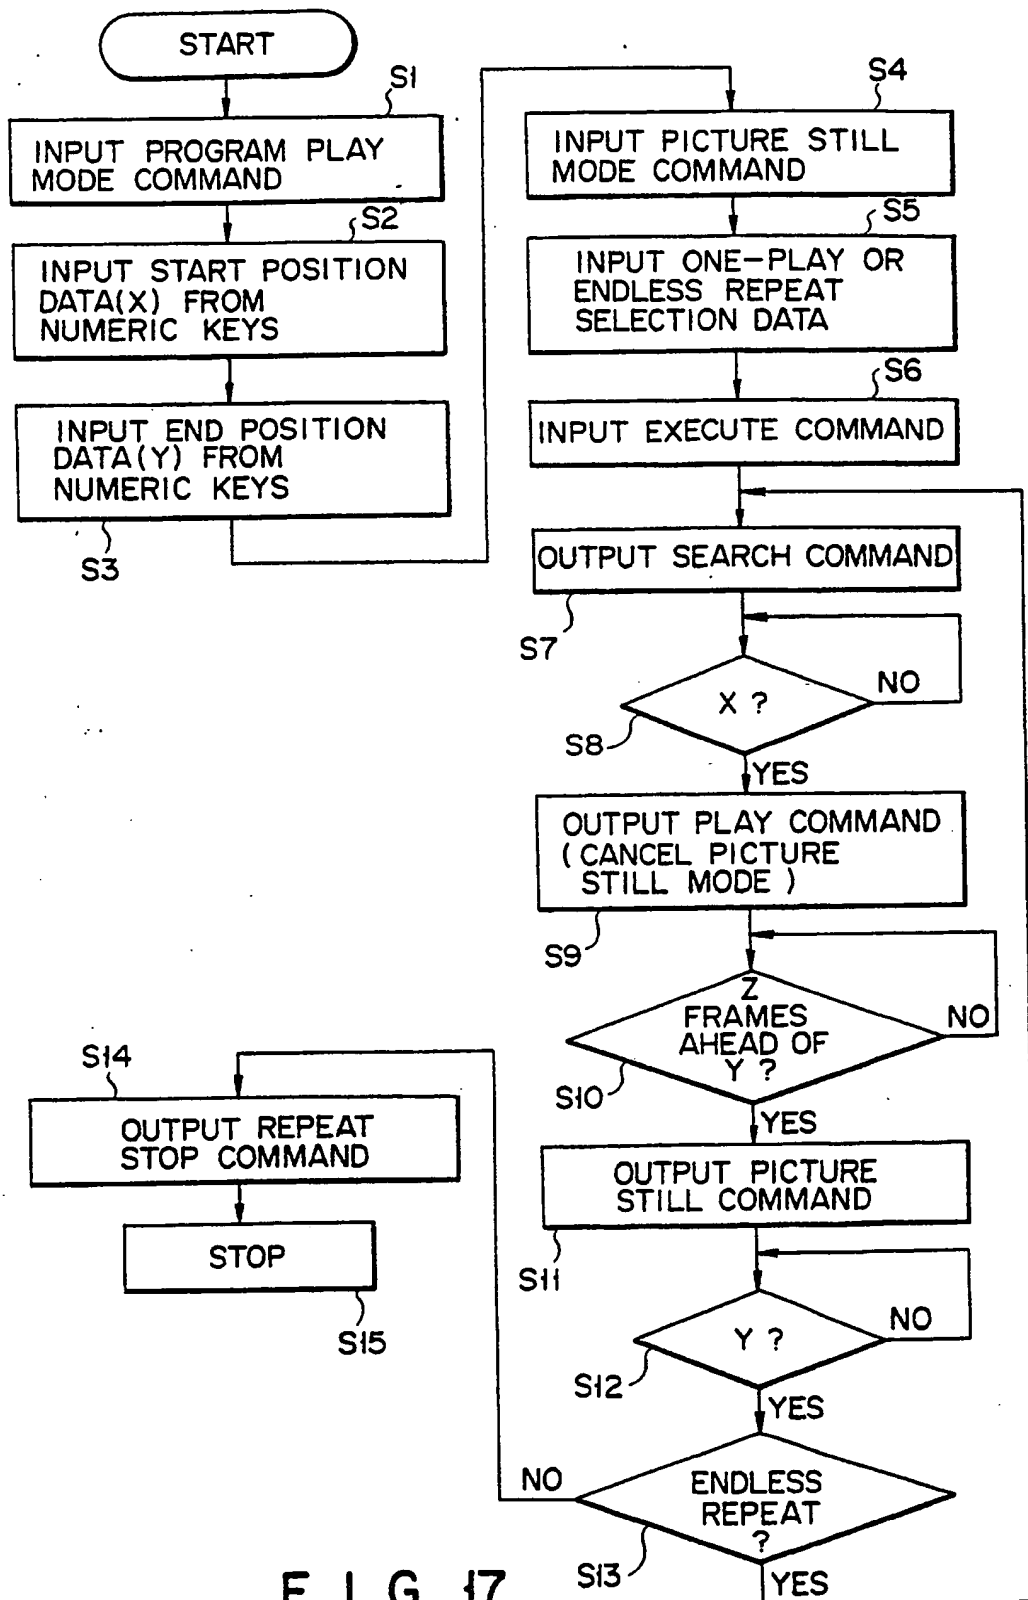 START
S1
INPUT PROGRAM PLAY
MODE COMMAND
S2
INPUT START POSITION
DATA(X) FROM
NUMERIC KEYS
INPUT END POSITION
DATA(Y) FROM
NUMERIC KEYS
S3
S4
INPUT PICTURE STILL
MODE COMMAND
S5
INPUT ONE-PLAY OR
ENDLESS REPEAT
SELECTION DATA
S6
INPUT EXECUTE COMMAND
OUTPUT SEARCH COMMAND
S7
X ?
NO
S8
YES
OUTPUT PLAY COMMAND
(CANCEL PICTURE
STILL MODE)
S9
Z
FRAMES
AHEAD OF
Y ?
NO
S10
YES
OUTPUT PICTURE
STILL COMMAND
S11
Y ?
NO
S12
YES
ENDLESS
REPEAT
?
NO
S13
YES
S14
OUTPUT REPEAT
STOP COMMAND
STOP
S15
FIG. 17